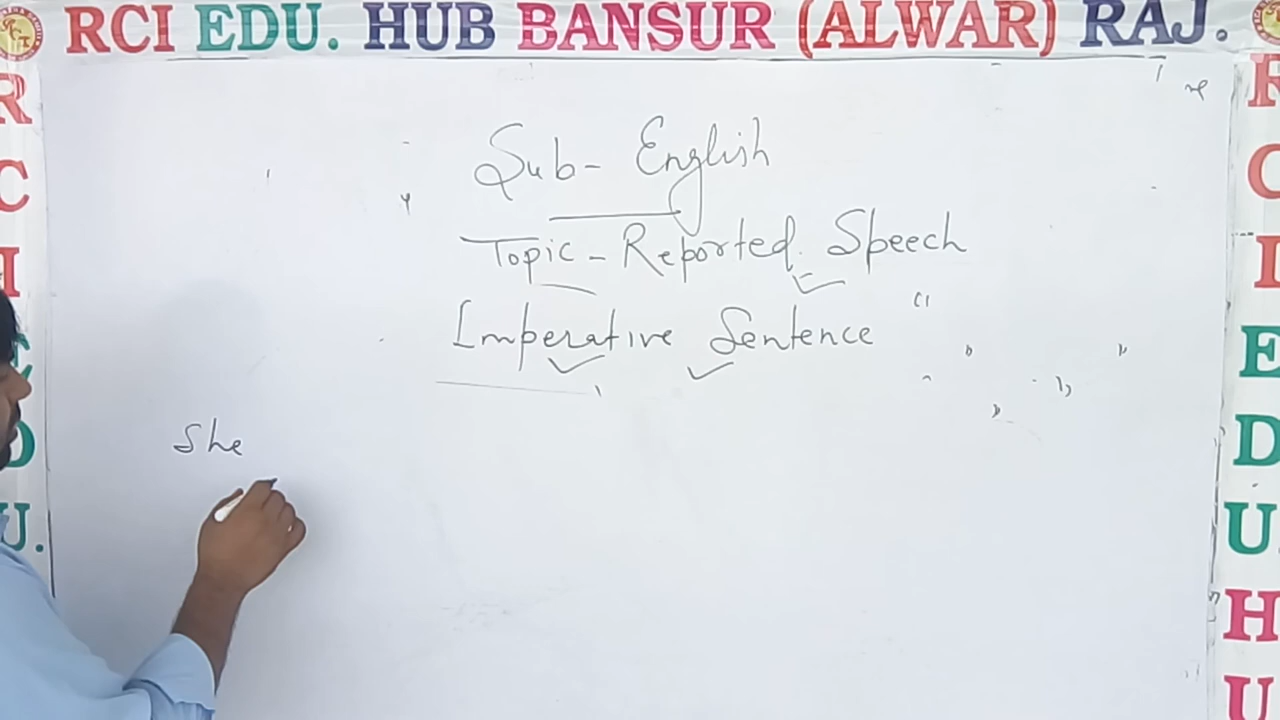 RCI EDU. HUB BANSUR (ALWAR) RAJ.
Sub- English
Topic - Reported Speech
Imperative Sentence
She
R
C
I
E
D
U.
R
C
I
E
D
U.
H
U